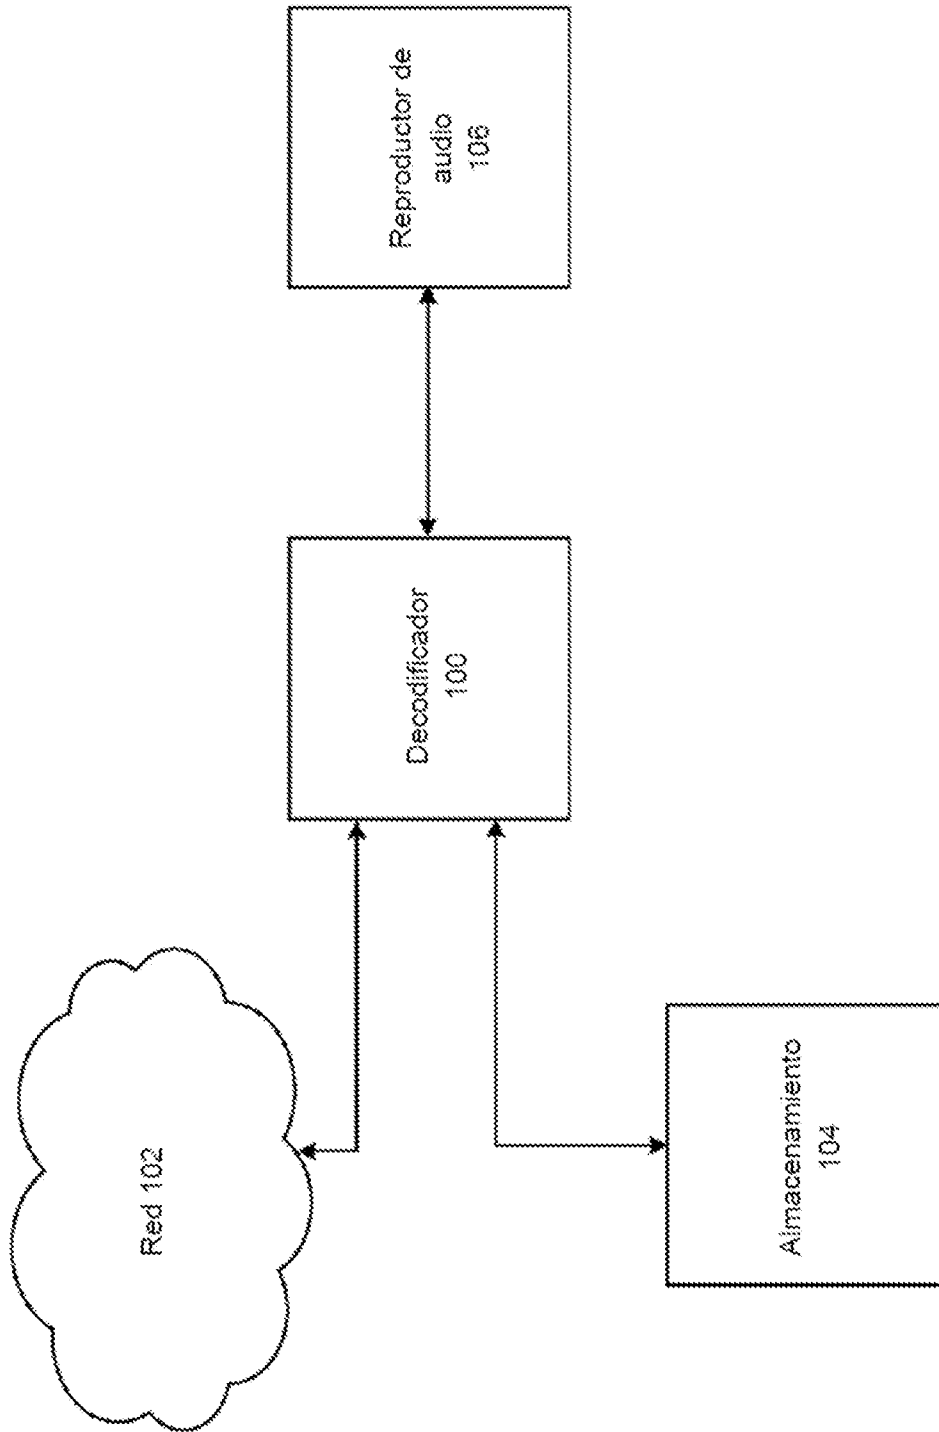 Red 102
Decodificador
100
Reproductor de
audio
106
Almacenamiento
104